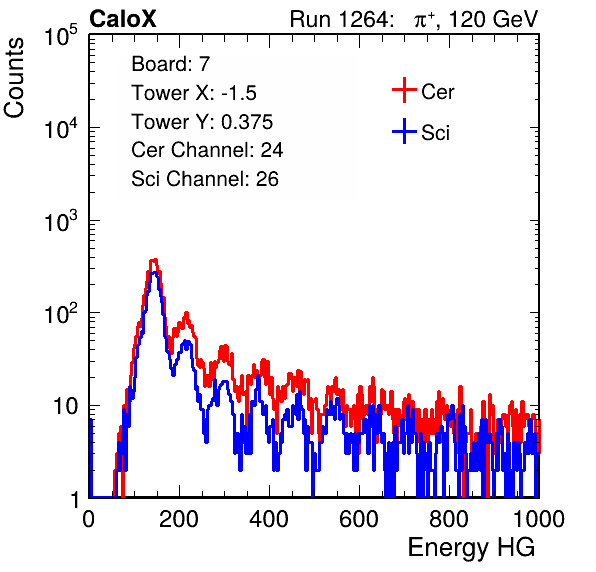 CaloX Run 1264: π⁺, 120 GeV
Counts
10⁵
10⁴
10³
10²
10
1
Board: 7
Tower X: -1.5
Tower Y: 0.375
Cer Channel: 24
Sci Channel: 26
Cer
Sci
0 200 400 600 800 1000
Energy HG